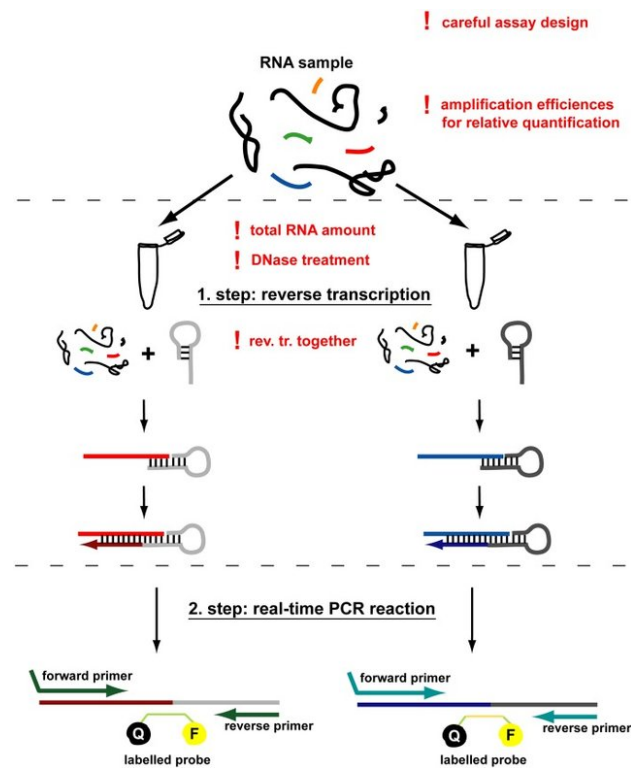 ! careful assay design
RNA sample
! amplification efficiences
for relative quantification
! total RNA amount
! DNase treatment
1. step: reverse transcription
+
! rev. tr. together
+
2. step: real-time PCR reaction
forward primer
reverse primer
Q
F
labelled probe
forward primer
reverse primer
Q
F
labelled probe